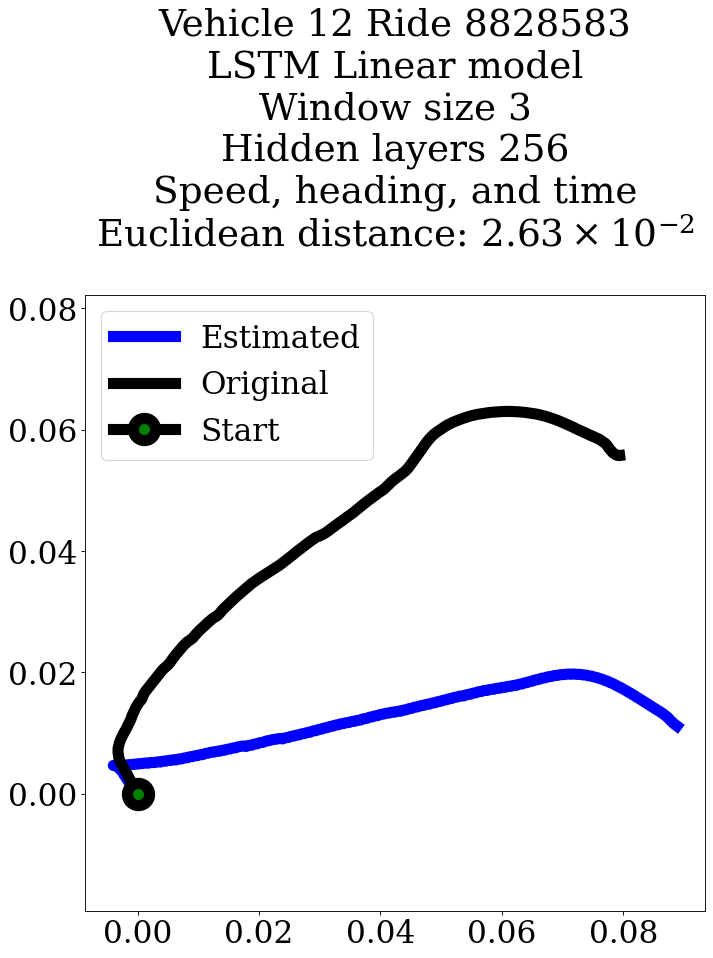 Vehicle 12 Ride 8828583
LSTM Linear model
Window size 3
Hidden layers 256
Speed, heading, and time
Euclidean distance: 2.63 × 10⁻²
Estimated
Original
Start
0.08
0.06
0.04
0.02
0.00
0.00 0.02 0.04 0.06 0.08